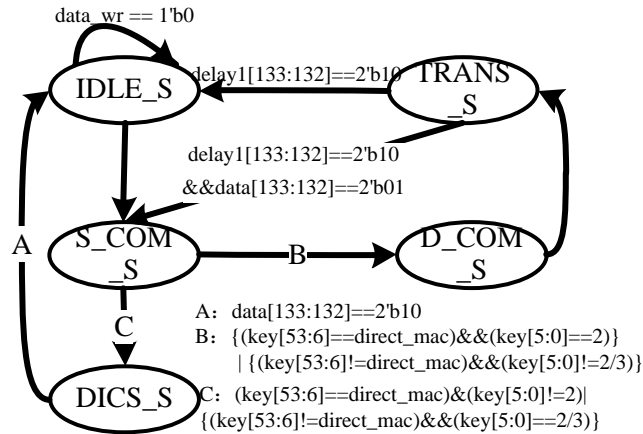 data_wr == 1'b0
IDLE_S
delay1[133:132]==2'b10
TRANS
_S
delay1[133:132]==2'b10
&&data[133:132]==2'b01
A
S_COM
_S
B
D_COM
_S
C
A：data[133:132]==2'b10
B：{(key[53:6]==direct_mac)&&(key[5:0]==2)}
| {(key[53:6]!=direct_mac)&&(key[5:0]!=2/3)}
DICS_S
C：(key[53:6]==direct_mac)&(key[5:0]!=2)|
{(key[53:6]!=direct_mac)&&(key[5:0]==2/3)}